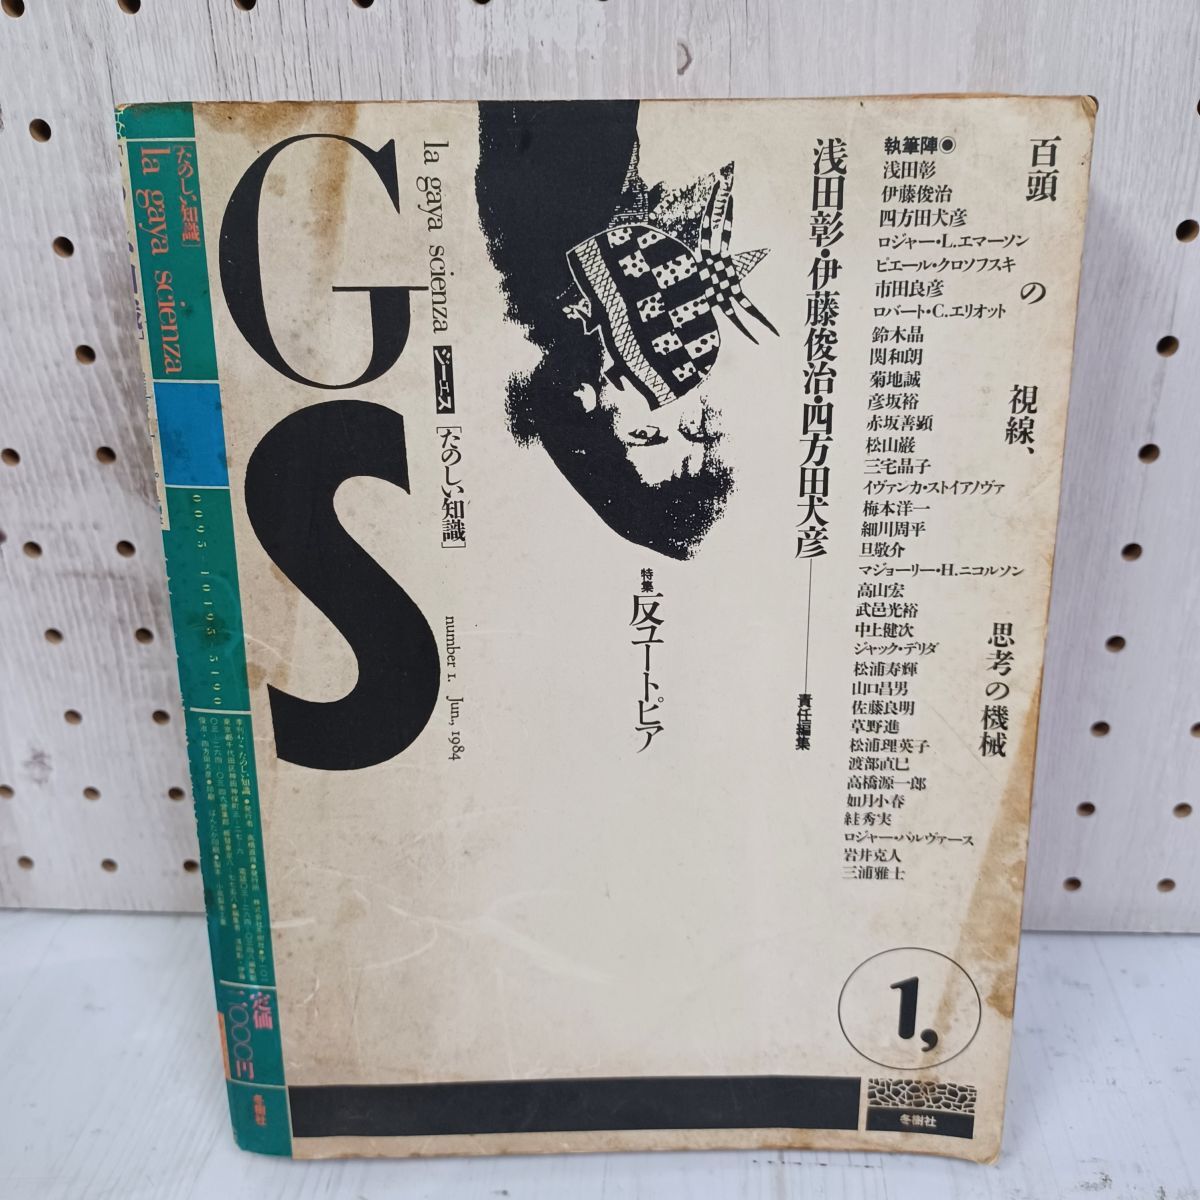 百頭 の 視線、 思考の機械
執筆陣●
浅田彰
伊藤俊治
四方田犬彦
ロジャー・L.エマーソン
ピエール・クロソフスキ
市田良彦
ロバート・C.エリオット
鈴木晶
関和朗
菊地誠
彦坂裕
赤坂善顕
松山巌
三宅晶子
イヴァンカ・ストイアノヴァ
梅本洋一
細川周平
旦敬介
マジョーリー・H.ニコルソン
高山宏
武邑光裕
中上健次
ジャック・デリダ
松浦寿輝
山口昌男
佐藤良明
草野進
松浦理英子
渡部直己
高橋源一郎
如月小春
絓秀実
ロジャー・パルヴァース
岩井克人
三浦雅士
浅田彰・伊藤俊治・四方田犬彦——責任編集
特集
反ユートピア
la gaya scienza ジーエス [たのしい知識] number 1. Jun., 1984
GS
1,
冬樹社
[たのしい知識]
la gaya scienza
0095-10195-5190
定価
二〇〇〇円
冬樹社